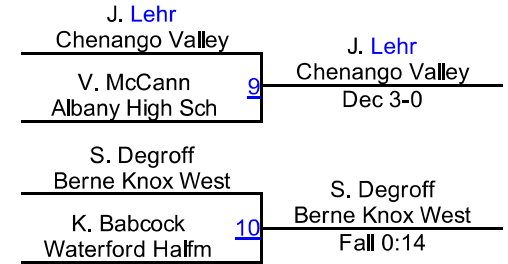 J. Lehr
Chenango Valley
V. McCann
Albany High Sch
9
J. Lehr
Chenango Valley
Dec 3-0
S. Degroff
Berne Knox West
K. Babcock
Waterford Halfm
10
S. Degroff
Berne Knox West
Fall 0:14